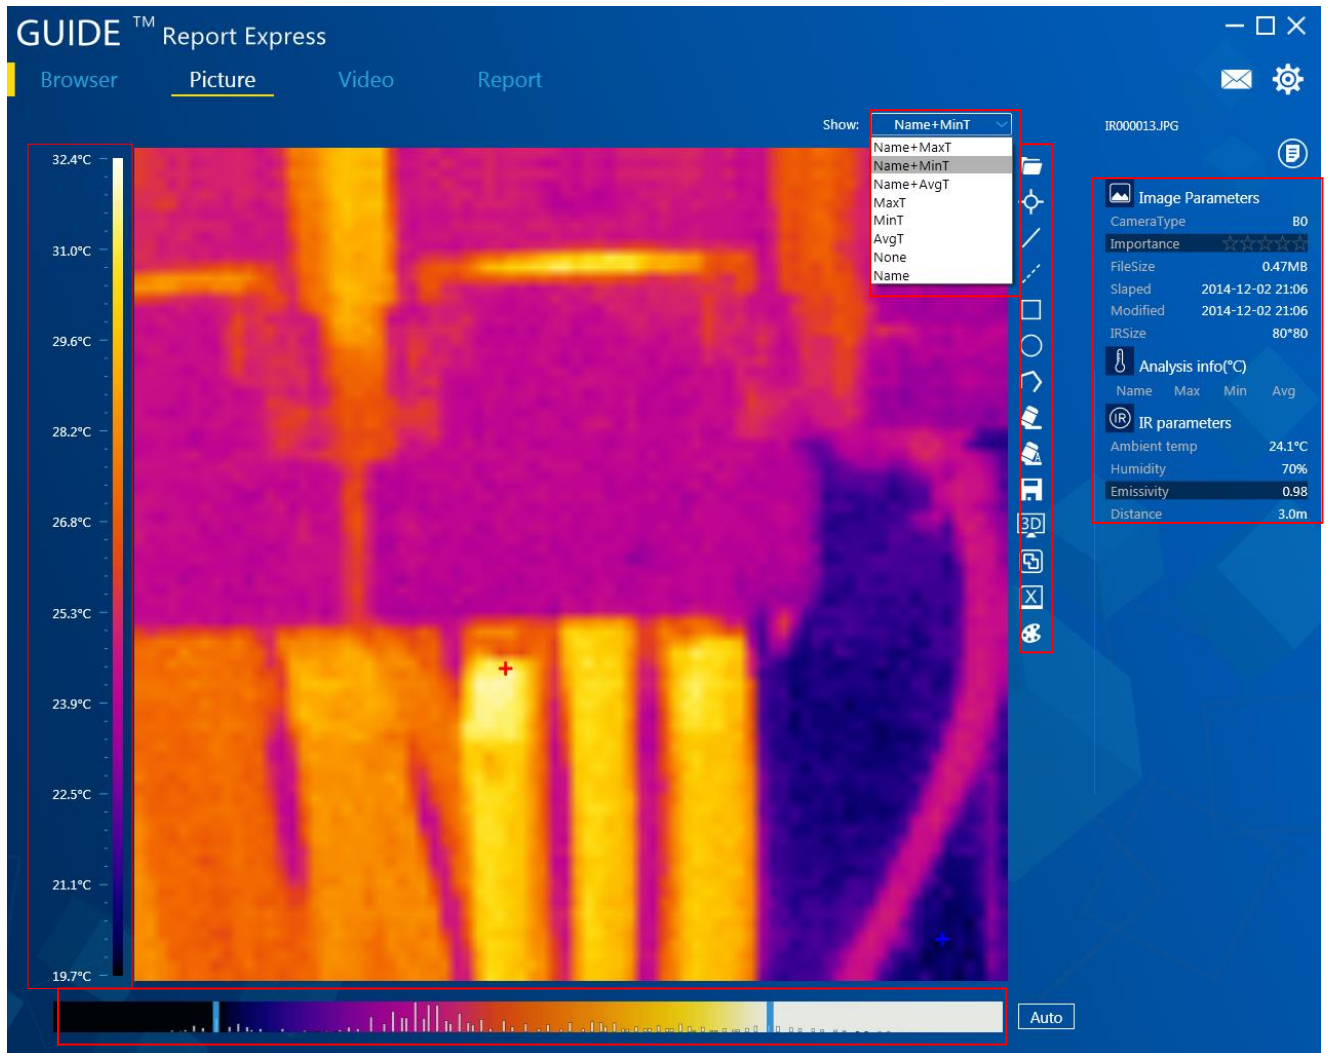 GUIDE ™ Report Express
Browser Picture Video Report
Show: Name+MinT
Name+MaxT
Name+MinT
Name+AvgT
MaxT
MinT
AvgT
None
Name
32.4°C
31.0°C
29.6°C
28.2°C
26.8°C
25.3°C
23.9°C
22.5°C
21.1°C
19.7°C
A
3D
X
Auto
IR000013.JPG
Image Parameters
CameraType B0
Importance ☆☆☆☆☆
FileSize 0.47MB
Slaped 2014-12-02 21:06
Modified 2014-12-02 21:06
IRSize 80*80
Analysis info(°C)
Name Max Min Avg
IR IR parameters
Ambient temp 24.1°C
Humidity 70%
Emissivity 0.98
Distance 3.0m